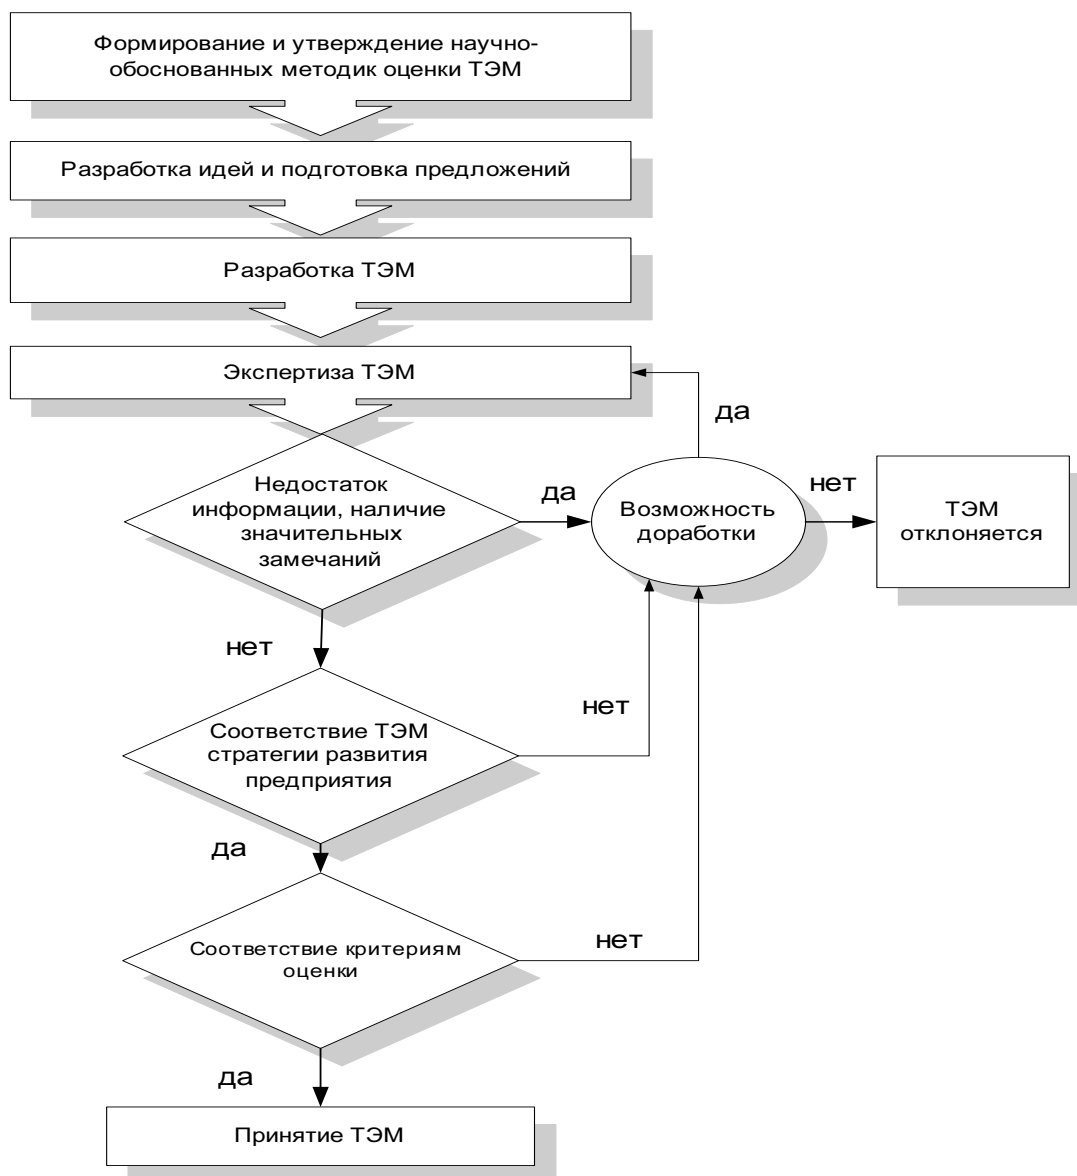 Формирование и утверждение научно-
обоснованных методик оценки ТЭМ
Разработка идей и подготовка предложений
Разработка ТЭМ
Экспертиза ТЭМ
да
Недостаток
информации, наличие
значительных
замечаний
да
Возможность
доработки
нет
ТЭМ
отклоняется
нет
Соответствие ТЭМ
стратегии развития
предприятия
нет
да
Соответствие критериям
оценки
нет
да
Принятие ТЭМ